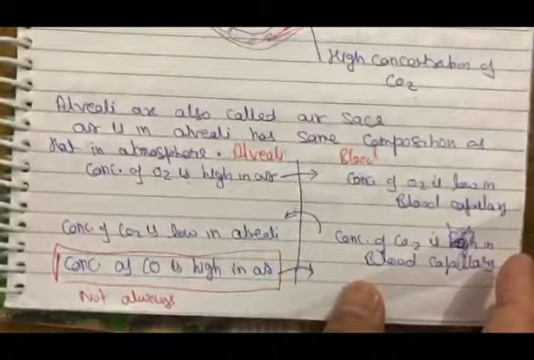 High concentration of
CO2
Alveoli are also called air sacs
air is in alveoli has same composition as
that in atmosphere. Alveoli Blood
Conc. of O2 is high in air
Conc. of O2 is low in
Blood capillary
Conc. of CO2 is low in alveoli
Conc. of CO2 is high in
Blood capillary
Conc. of CO is high in air
Not always